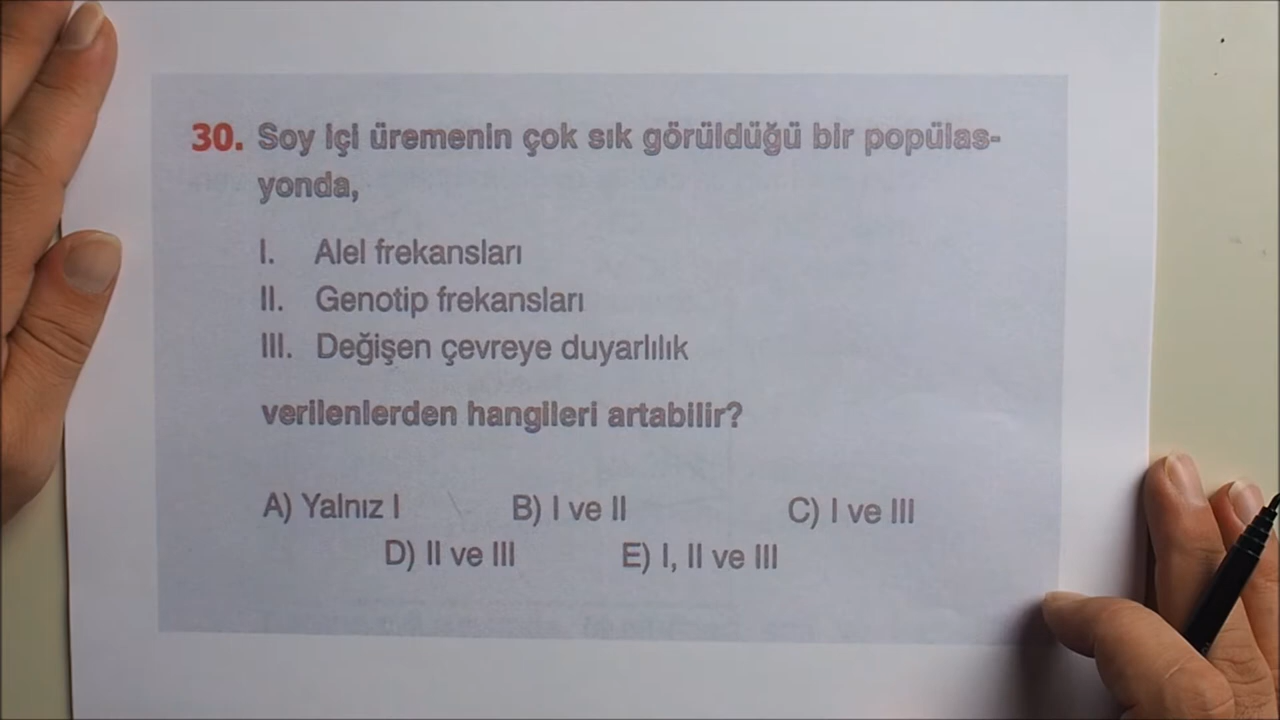 30. Soy içi üremenin çok sık görüldüğü bir popülas-
yonda,
I. Alel frekansları
II. Genotip frekansları
III. Değişen çevreye duyarlılık
verilenlerden hangileri artabilir?
A) Yalnız I B) I ve II C) I ve III
D) II ve III E) I, II ve III